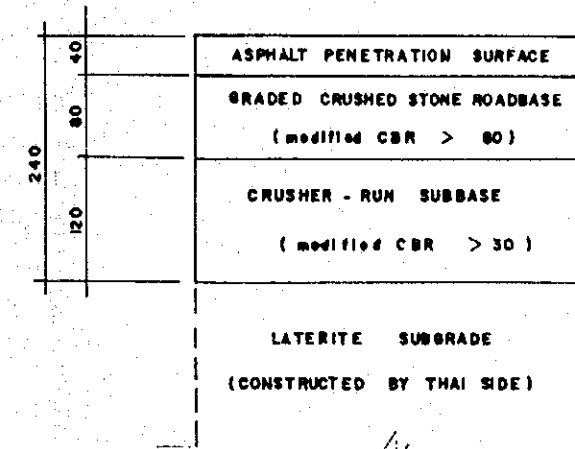 ASPHALT PENETRATION SURFACE
GRADED CRUSHED STONE ROADBASE
( modified CBR > 80 )
CRUSHER - RUN SUBBASE
( modified CBR > 30 )
LATERITE SUBGRADE
(CONSTRUCTED BY THAI SIDE)
40
80
120
240